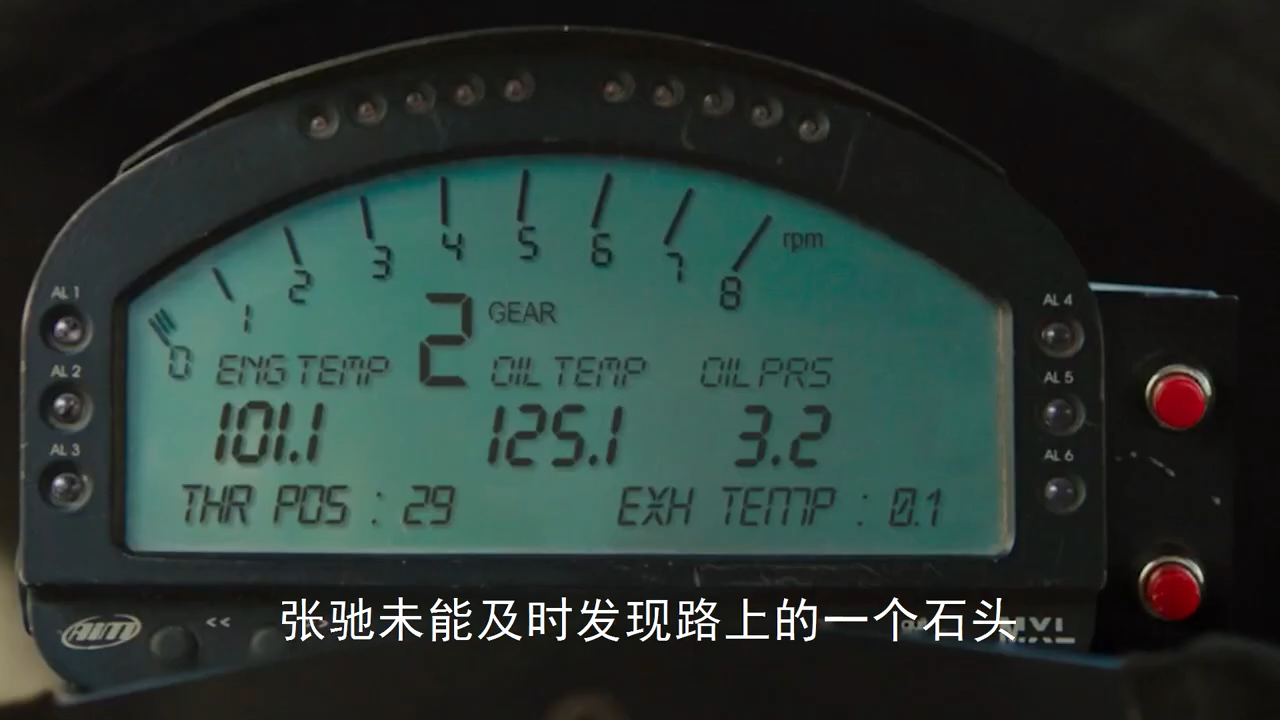 0 1 2 3 4 5 6 7 8 rpm
2 GEAR
ENG TEMP OIL TEMP OIL PRS
101.1 125.1 3.2
THR POS : 29 EXH TEMP : 0.1
AL 1
AL 2
AL 3
AL 4
AL 5
AL 6
AIM <<
MXL
张驰未能及时发现路上的一个石头